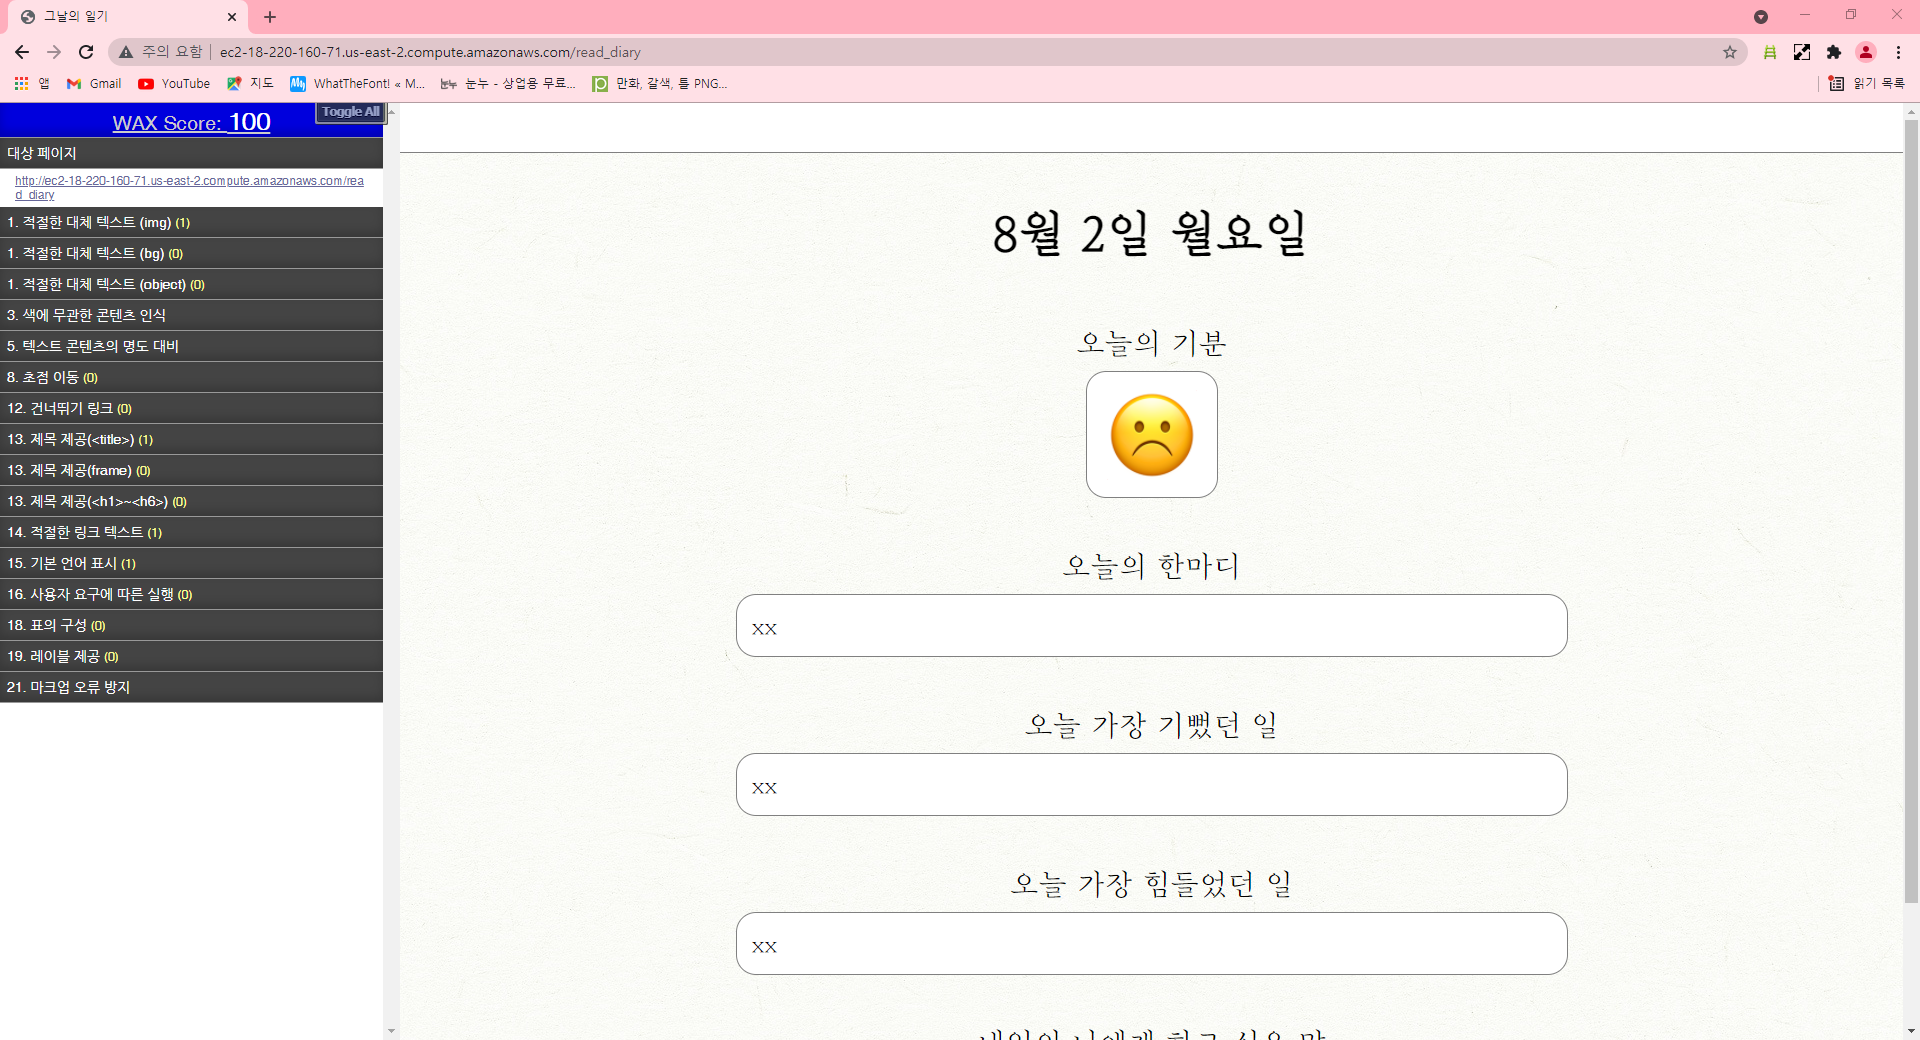 그날의 일기
주의 요함 ec2-18-220-160-71.us-east-2.compute.amazonaws.com/read_diary
앱 Gmail YouTube 지도 WhatTheFont! « M... 눈누 - 상업용 무료... 만화, 갈색, 틀 PNG... 읽기 목록
WAX Score: 100 Toggle All
대상 페이지
http://ec2-18-220-160-71.us-east-2.compute.amazonaws.com/rea
d_diary
1. 적절한 대체 텍스트 (img) (1)
1. 적절한 대체 텍스트 (bg) (0)
1. 적절한 대체 텍스트 (object) (0)
3. 색에 무관한 콘텐츠 인식
5. 텍스트 콘텐츠의 명도 대비
8. 초점 이동 (0)
12. 건너뛰기 링크 (0)
13. 제목 제공(<title>) (1)
13. 제목 제공(frame) (0)
13. 제목 제공(<h1>~<h6>) (0)
14. 적절한 링크 텍스트 (1)
15. 기본 언어 표시 (1)
16. 사용자 요구에 따른 실행 (0)
18. 표의 구성 (0)
19. 레이블 제공 (0)
21. 마크업 오류 방지
8월 2일 월요일
오늘의 기분
오늘의 한마디
xx
오늘 가장 기뻤던 일
xx
오늘 가장 힘들었던 일
xx